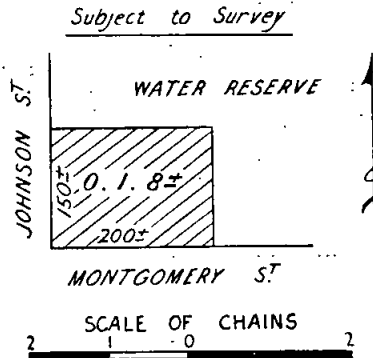 Subject to Survey
WATER RESERVE
JOHNSON ST
0. 1. 8±
150±
200±
MONTGOMERY ST
SCALE OF CHAINS
2 1 0 2